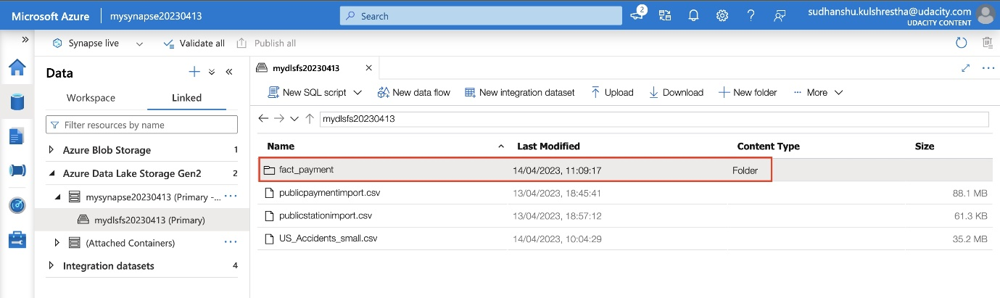 Microsoft Azure | mysynapse20230413
Search
2
sudhanshu.kulshrestha@udacity.com
UDACITY CONTENT
Synapse live
Validate all
Publish all
Data
Workspace
Linked
Filter resources by name
Azure Blob Storage 1
Azure Data Lake Storage Gen2 2
mysynapse20230413 (Primary -...
mydlsfs20230413 (Primary)
(Attached Containers)
Integration datasets 4
mydlsfs20230413
New SQL script
New data flow
New integration dataset
Upload
Download
New folder
More
mydlsfs20230413
Name Last Modified Content Type Size
fact_payment 14/04/2023, 11:09:17 Folder
publicpaymentimport.csv 13/04/2023, 18:45:41 88.1 MB
publicstationimport.csv 13/04/2023, 18:57:12 61.3 KB
US_Accidents_small.csv 14/04/2023, 10:04:29 35.2 MB